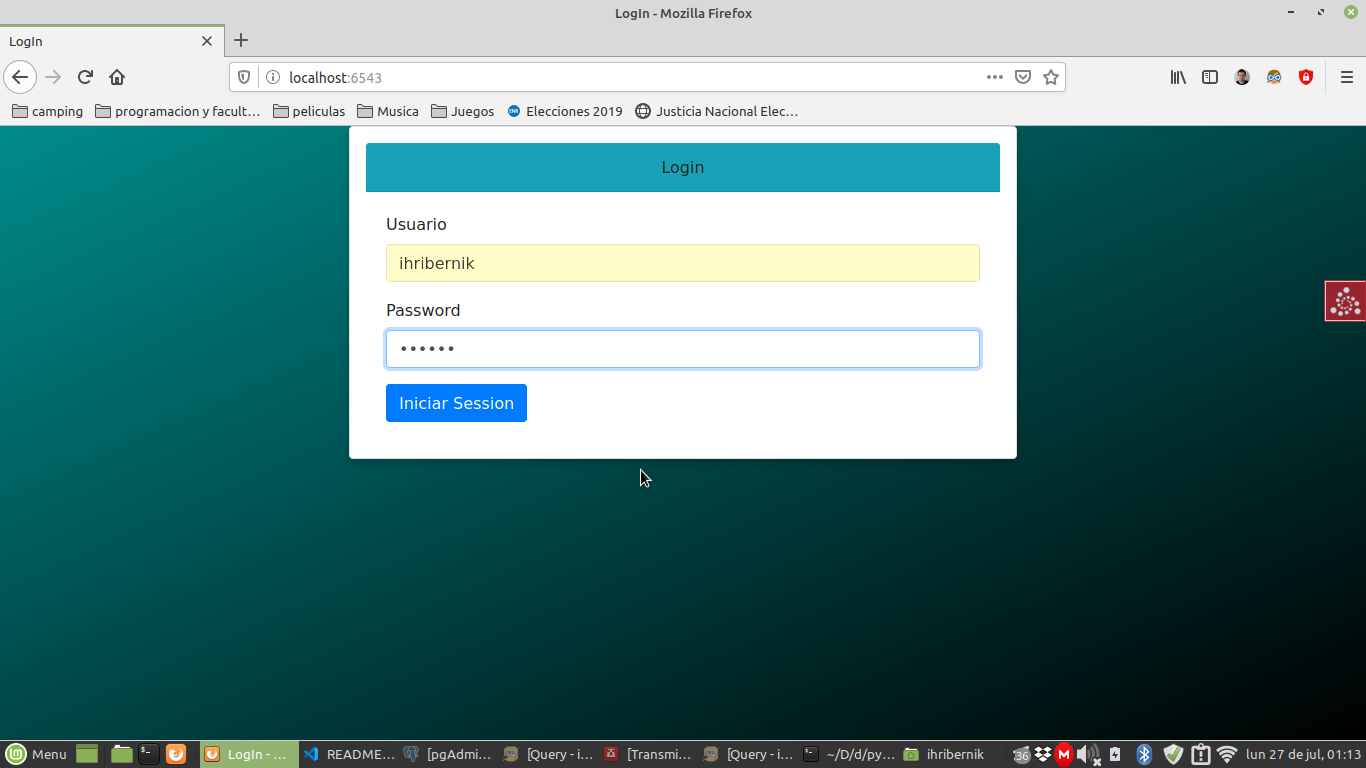 LogIn - Mozilla Firefox
LogIn
localhost:6543
camping programacion y facult… peliculas Musica Juegos Elecciones 2019 Justicia Nacional Elec…
Login
Usuario
ihribernik
Password
••••••
Iniciar Session
Menu LogIn - … README… [pgAdmi… [Query - i… [Transmi… [Query - i… ~/D/d/py… ihribernik 36 lun 27 de jul, 01:13